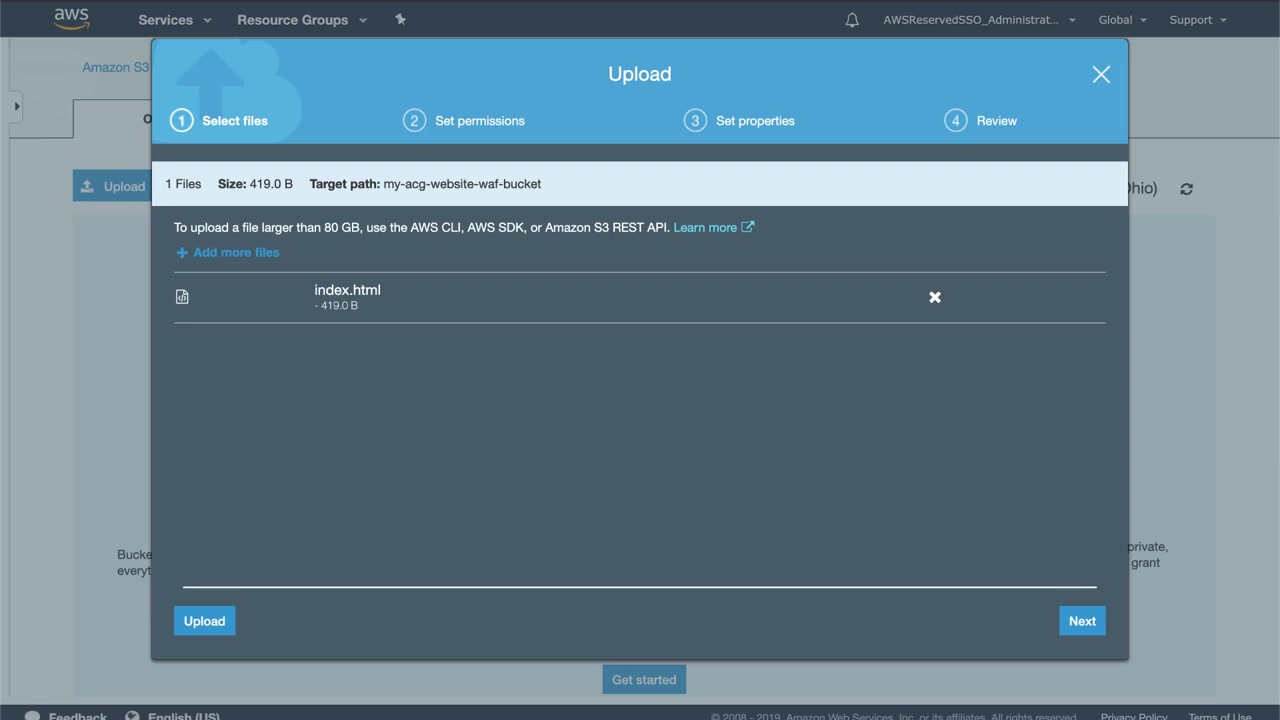 aws Services Resource Groups AWSReservedSSO_Administrat... Global Support
Amazon S3
Upload
1 Select files 2 Set permissions 3 Set properties 4 Review
Upload
1 Files Size: 419.0 B Target path: my-acg-website-waf-bucket
hio)
To upload a file larger than 80 GB, use the AWS CLI, AWS SDK, or Amazon S3 REST API. Learn more
Add more files
index.html
- 419.0 B
Bucke
everyt
private,
grant
Upload Next
Get started
Feedback English (US) © 2008 - 2019, Amazon Web Services, Inc. or its affiliates. All rights reserved. Privacy Policy Terms of Use